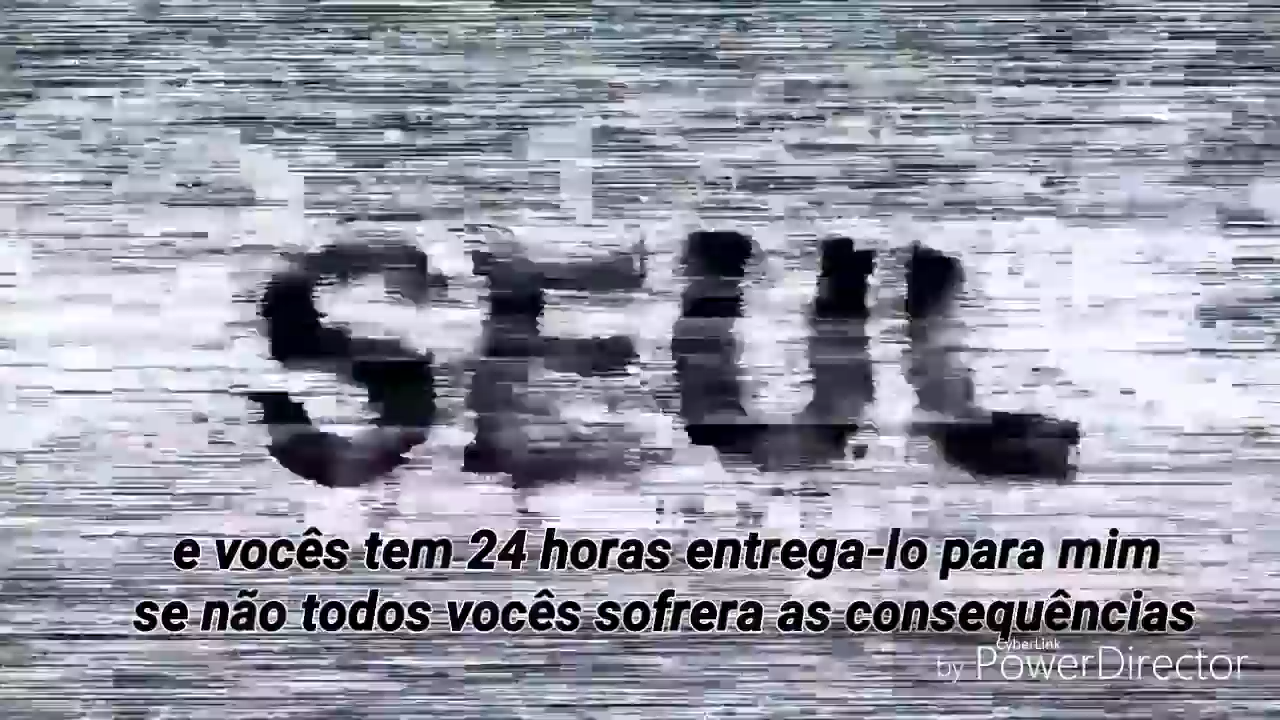 SEUL
e vocês tem 24 horas entrega-lo para mim
se não todos vocês sofrera as consequências
CyberLink
by PowerDirector